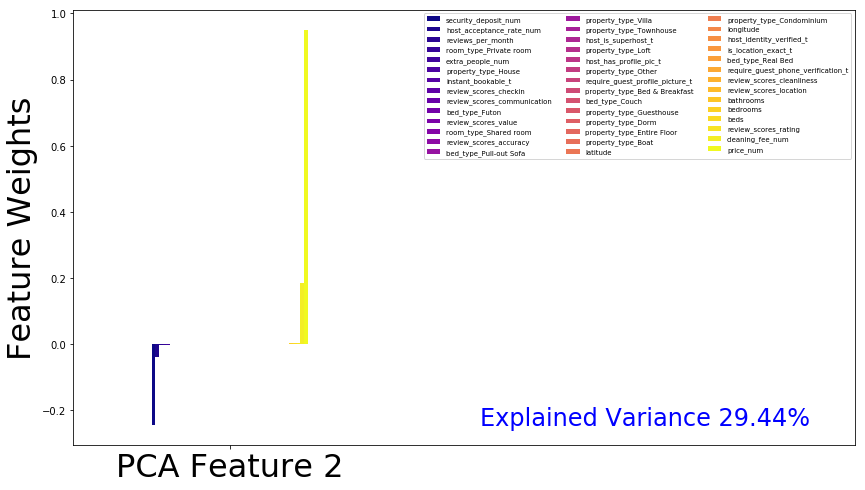 1.0
0.8
0.6
0.4
0.2
0.0
−0.2
Feature Weights
security_deposit_num
host_acceptance_rate_num
reviews_per_month
room_type_Private room
extra_people_num
property_type_House
instant_bookable_t
review_scores_checkin
review_scores_communication
bed_type_Futon
review_scores_value
room_type_Shared room
review_scores_accuracy
bed_type_Pull-out Sofa
property_type_Villa
property_type_Townhouse
host_is_superhost_t
property_type_Loft
host_has_profile_pic_t
property_type_Other
require_guest_profile_picture_t
property_type_Bed & Breakfast
bed_type_Couch
property_type_Guesthouse
property_type_Dorm
property_type_Entire Floor
property_type_Boat
latitude
property_type_Condominium
longitude
host_identity_verified_t
is_location_exact_t
bed_type_Real Bed
require_guest_phone_verification_t
review_scores_cleanliness
review_scores_location
bathrooms
bedrooms
beds
review_scores_rating
cleaning_fee_num
price_num
Explained Variance 29.44%
PCA Feature 2